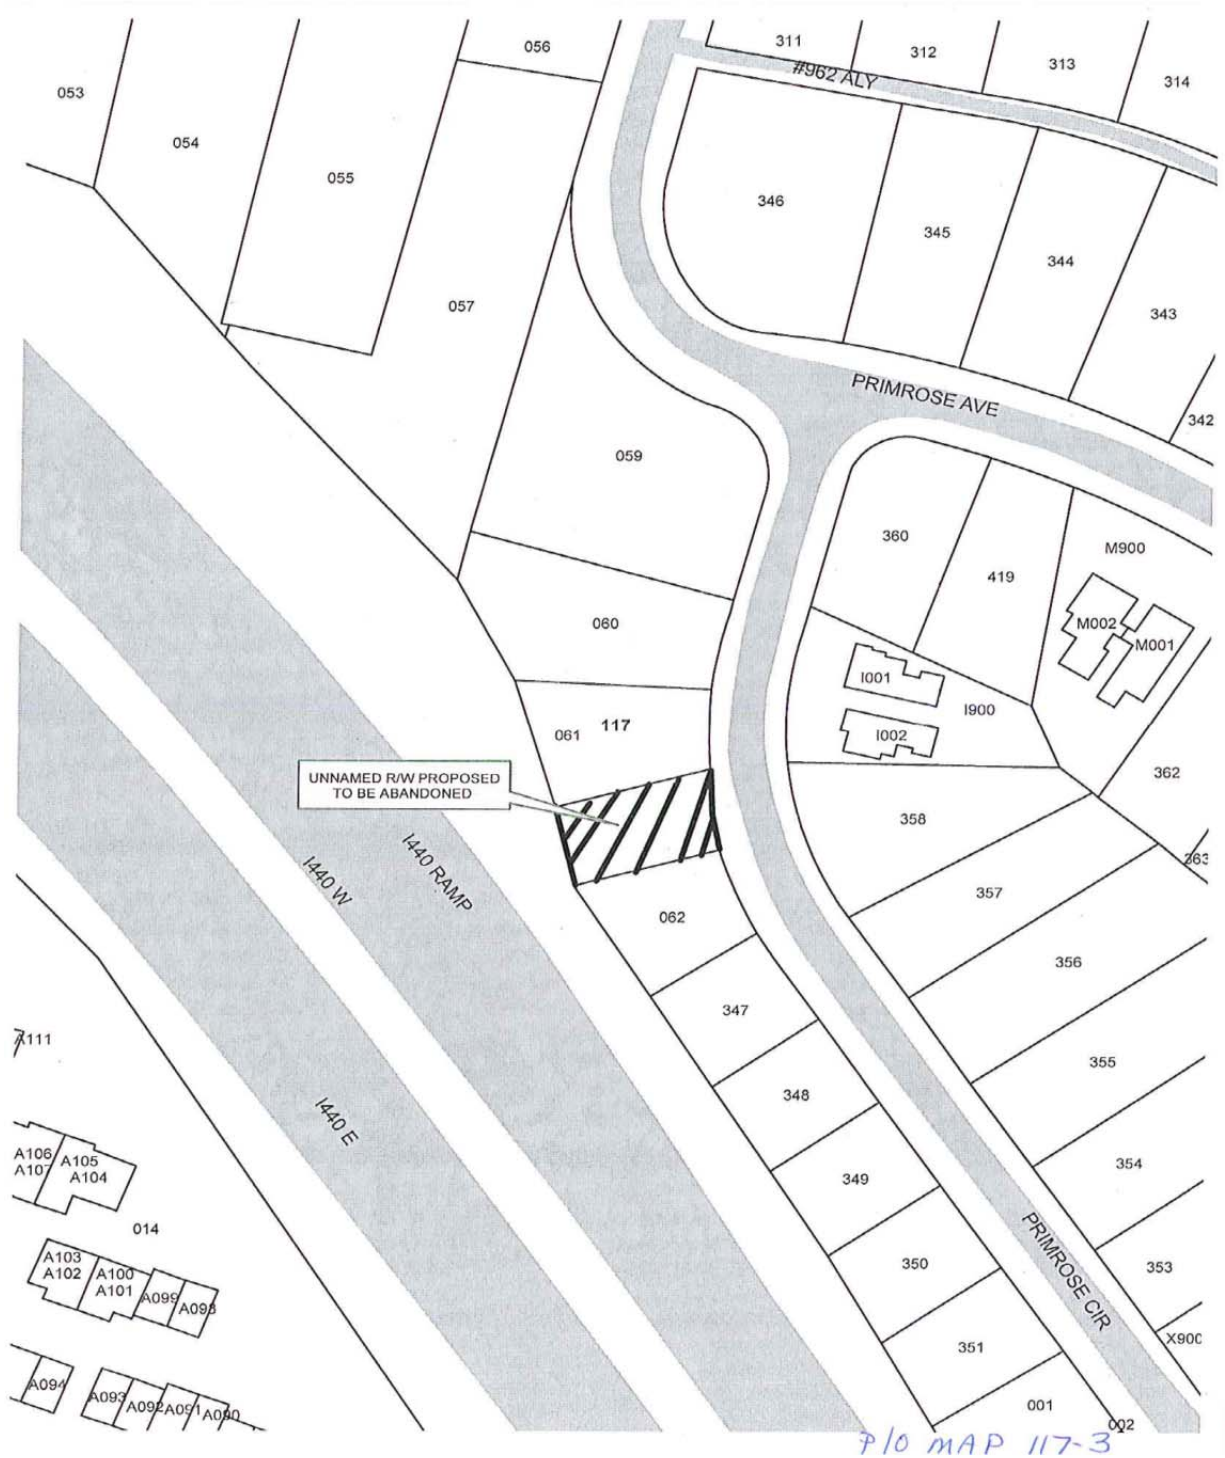 056
311
312
313
314
#962 ALY
053
054
055
346
345
344
343
057
PRIMROSE AVE
342
059
360
419
M900
M002
M001
060
I001
I900
I002
061
117
362
UNNAMED R/W PROPOSED
TO BE ABANDONED
358
363
I440 RAMP
I440 W
357
062
356
347
A111
355
348
I440 E
A106
A107
A105
A104
354
349
014
PRIMROSE CIR
A103
A102
A100
A101
A099
A098
350
353
351
X900
A094
A093
A092
A091
A090
001
002
P/O MAP 117-3